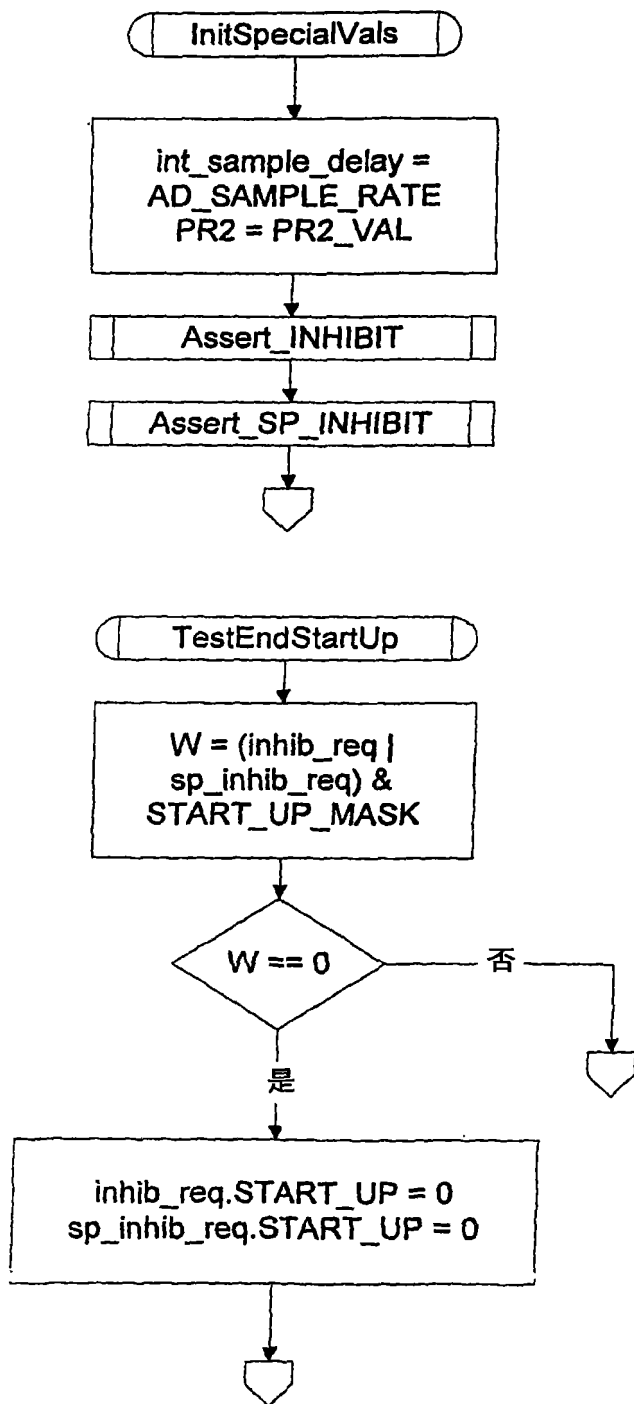 InitSpecialVals
int_sample_delay =
AD_SAMPLE_RATE
PR2 = PR2_VAL
Assert_INHIBIT
Assert_SP_INHIBIT
TestEndStartUp
W = (inhib_req |
sp_inhib_req) &
START_UP_MASK
W == 0
否
是
inhib_req.START_UP = 0
sp_inhib_req.START_UP = 0